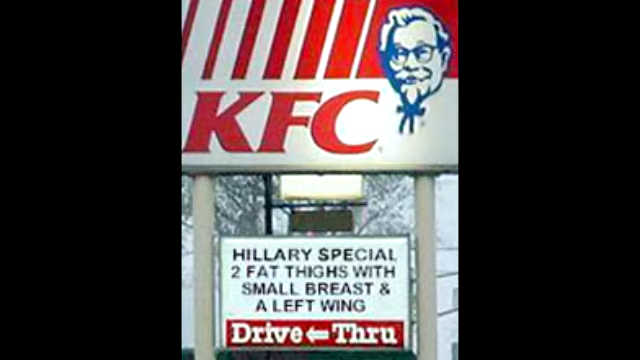 KFC
HILLARY SPECIAL
2 FAT THIGHS WITH
SMALL BREAST &
A LEFT WING
Drive ⇐ Thru